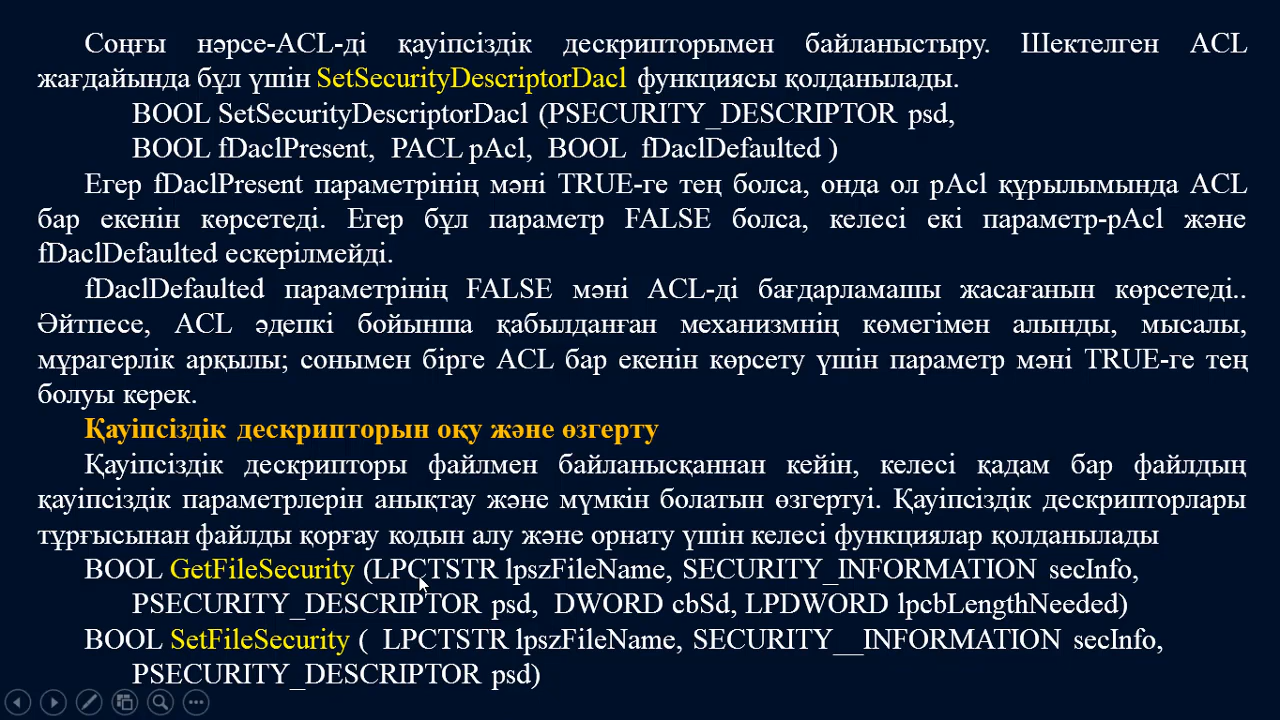 Соңғы нәрсе-ACL-ді қауіпсіздік дескрипторымен байланыстыру. Шектелген ACL
жағдайында бұл үшін SetSecurityDescriptorDacl функциясы қолданылады.
BOOL SetSecurityDescriptorDacl (PSECURITY_DESCRIPTOR psd,
BOOL fDaclPresent, PACL pAcl, BOOL fDaclDefaulted )
Егер fDaclPresent параметрінің мәні TRUE-ге тең болса, онда ол pAcl құрылымында ACL
бар екенін көрсетеді. Егер бұл параметр FALSE болса, келесі екі параметр-pAcl және
fDaclDefaulted ескерілмейді.
fDaclDefaulted параметрінің FALSE мәні ACL-ді бағдарламашы жасағанын көрсетеді..
Әйтпесе, ACL әдепкі бойынша қабылданған механизмнің көмегімен алынды, мысалы,
мұрагерлік арқылы; сонымен бірге ACL бар екенін көрсету үшін параметр мәні TRUE-ге тең
болуы керек.
Қауіпсіздік дескрипторын оқу және өзгерту
Қауіпсіздік дескрипторы файлмен байланысқаннан кейін, келесі қадам бар файлдың
қауіпсіздік параметрлерін анықтау және мүмкін болатын өзгертуі. Қауіпсіздік дескрипторлары
тұрғысынан файлды қорғау кодын алу және орнату үшін келесі функциялар қолданылады
BOOL GetFileSecurity (LPCTSTR lpszFileName, SECURITY_INFORMATION secInfo,
PSECURITY_DESCRIPTOR psd, DWORD cbSd, LPDWORD lpcbLengthNeeded)
BOOL SetFileSecurity ( LPCTSTR lpszFileName, SECURITY__INFORMATION secInfo,
PSECURITY_DESCRIPTOR psd)